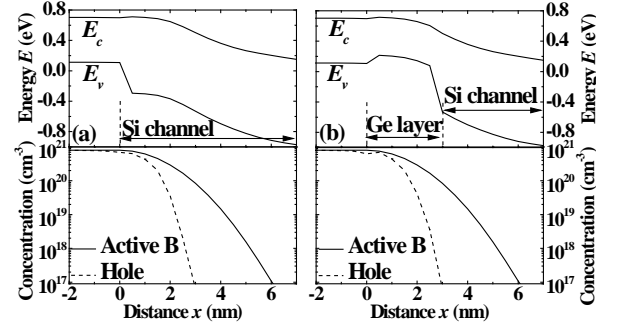 0.8
0.4
0.0
-0.4
-0.8
Energy E (eV)
E_c
E_v
(a)
Si channel
10^21
10^20
10^19
10^18
10^17
Concentration (cm^-3)
Active B
Hole
-2 0 2 4 6
Distance x (nm)
E_c
E_v
(b)
Ge layer
Si channel
0.8
0.4
0.0
-0.4
-0.8
Energy E (eV)
Active B
Hole
10^21
10^20
10^19
10^18
10^17
Concentration (cm^-3)
-2 0 2 4 6
Distance x (nm)